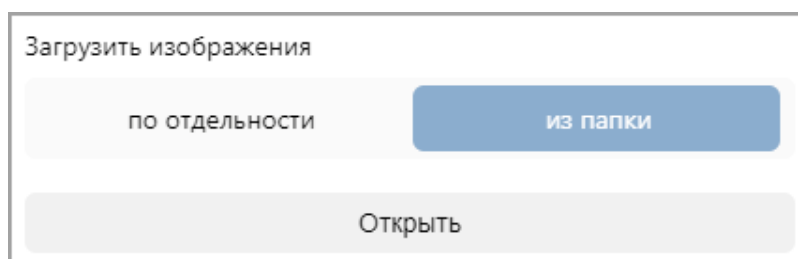 Загрузить изображения
по отдельности из папки
Открыть